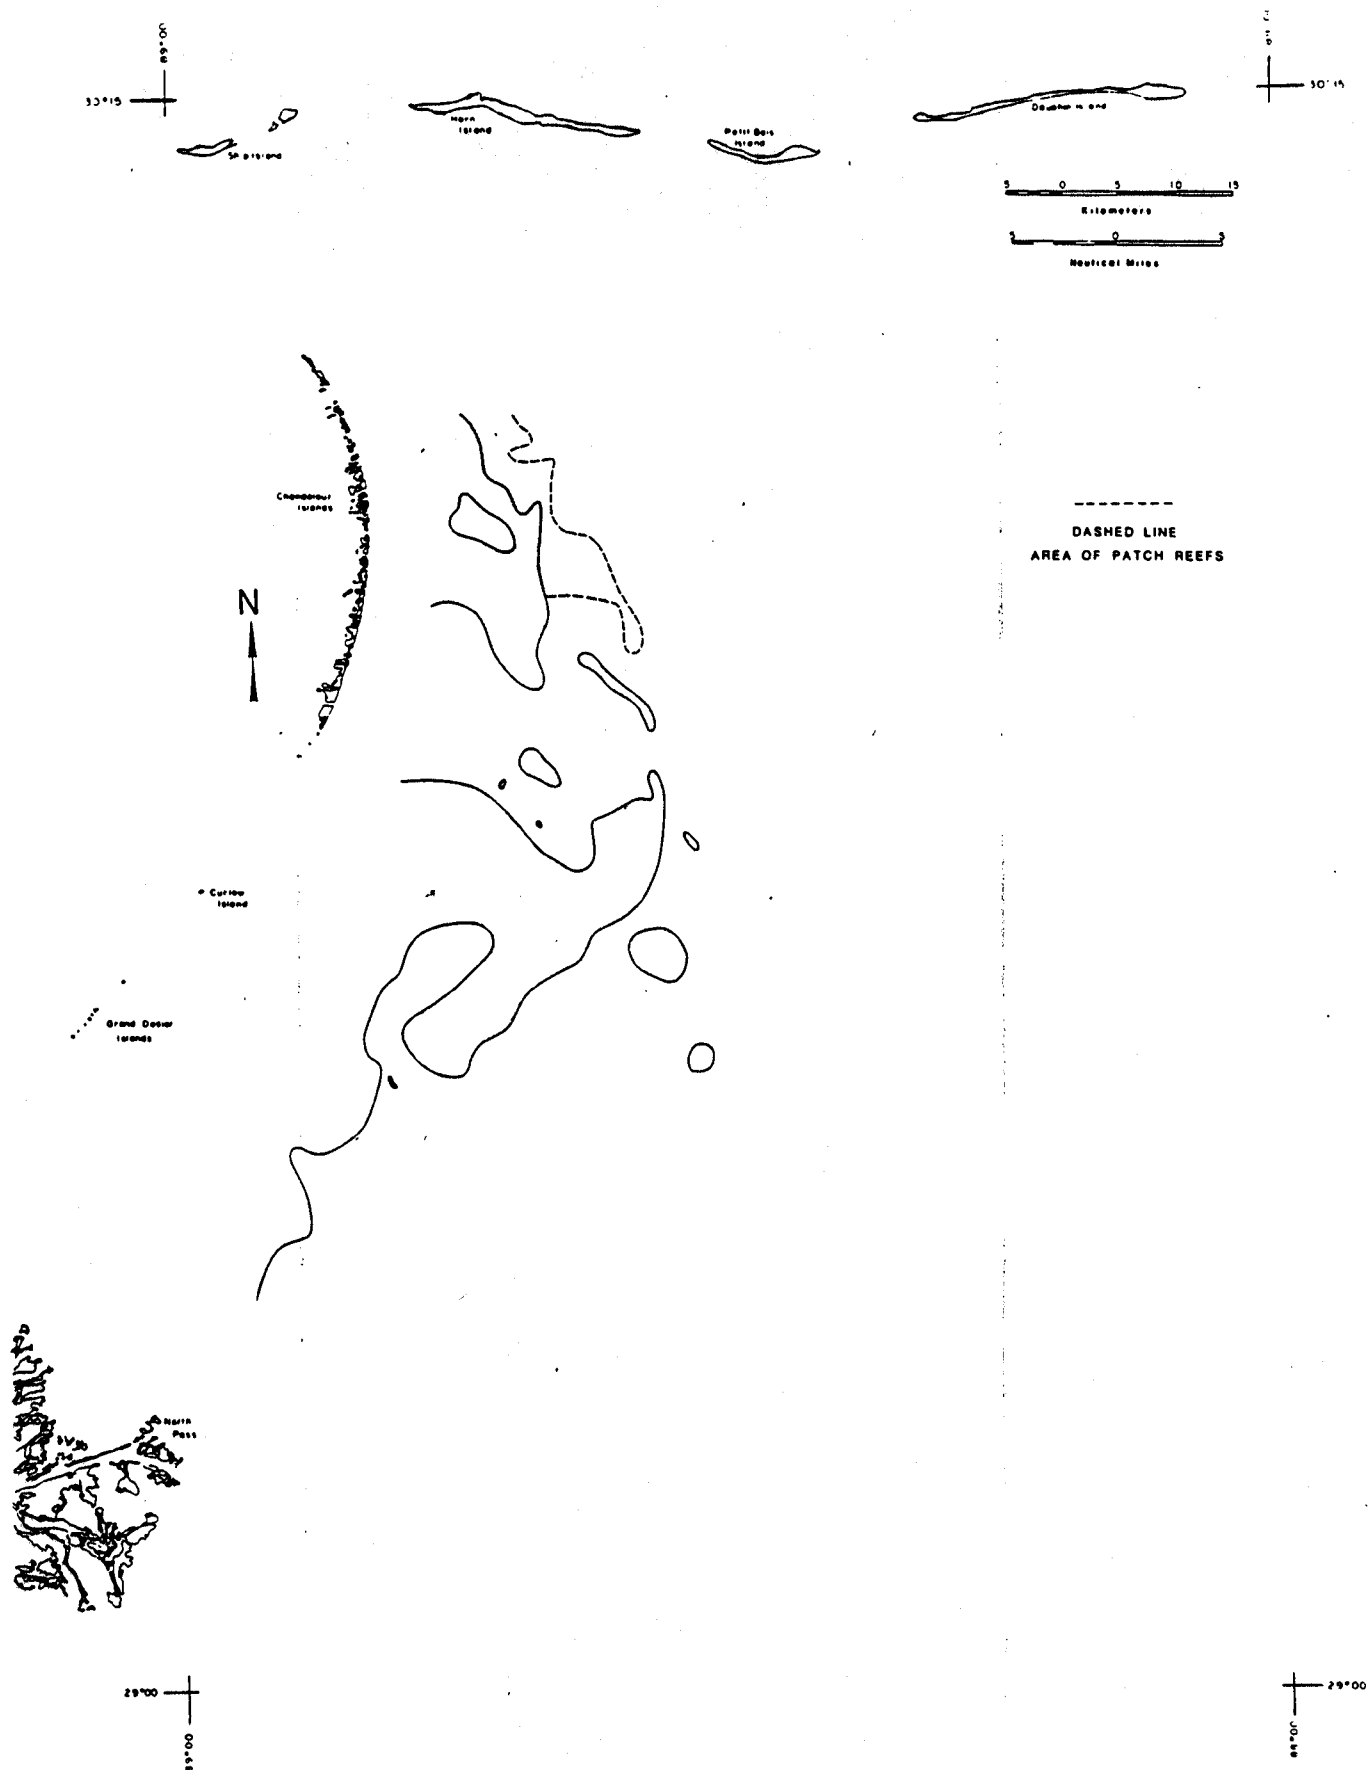 89°00
30°15
30°15
Horn
Island
Ship Island
Petit Bois
Island
Dauphin Island
5 0 5 10 15
Kilometers
5 0 5
Nautical Miles
Chandeleur
Islands
DASHED LINE
AREA OF PATCH REEFS
N
Curlew
Island
Grand Gosier
Islands
North
Pass
29°00
29°00
89°00
88°00